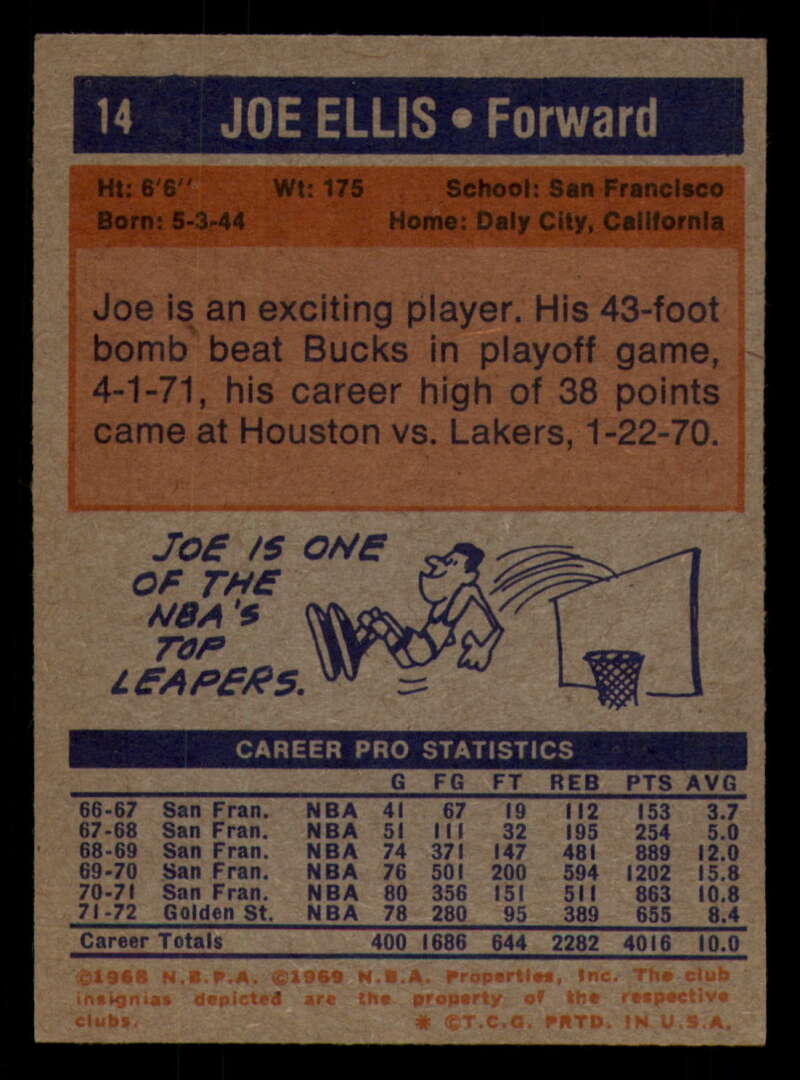 14 JOE ELLIS • Forward
Ht: 6'6" Wt: 175 School: San Francisco
Born: 5-3-44 Home: Daly City, California
Joe is an exciting player. His 43-foot
bomb beat Bucks in playoff game,
4-1-71, his career high of 38 points
came at Houston vs. Lakers, 1-22-70.
JOE IS ONE
OF THE
NBA'S
TOP
LEAPERS.
CAREER PRO STATISTICS
G FG FT REB PTS AVG
66-67 San Fran. NBA 41 67 19 112 153 3.7
67-68 San Fran. NBA 51 111 32 195 254 5.0
68-69 San Fran. NBA 74 371 147 481 889 12.0
69-70 San Fran. NBA 76 501 200 594 1202 15.8
70-71 San Fran. NBA 80 356 151 511 863 10.8
71-72 Golden St. NBA 78 280 95 389 655 8.4
Career Totals 400 1686 644 2282 4016 10.0
©1968 N.B.P.A. ©1969 N.B.A. Properties, Inc. The club
insignias depicted are the property of the respective
clubs. * ©T.C.G. PRTD. IN U.S.A.